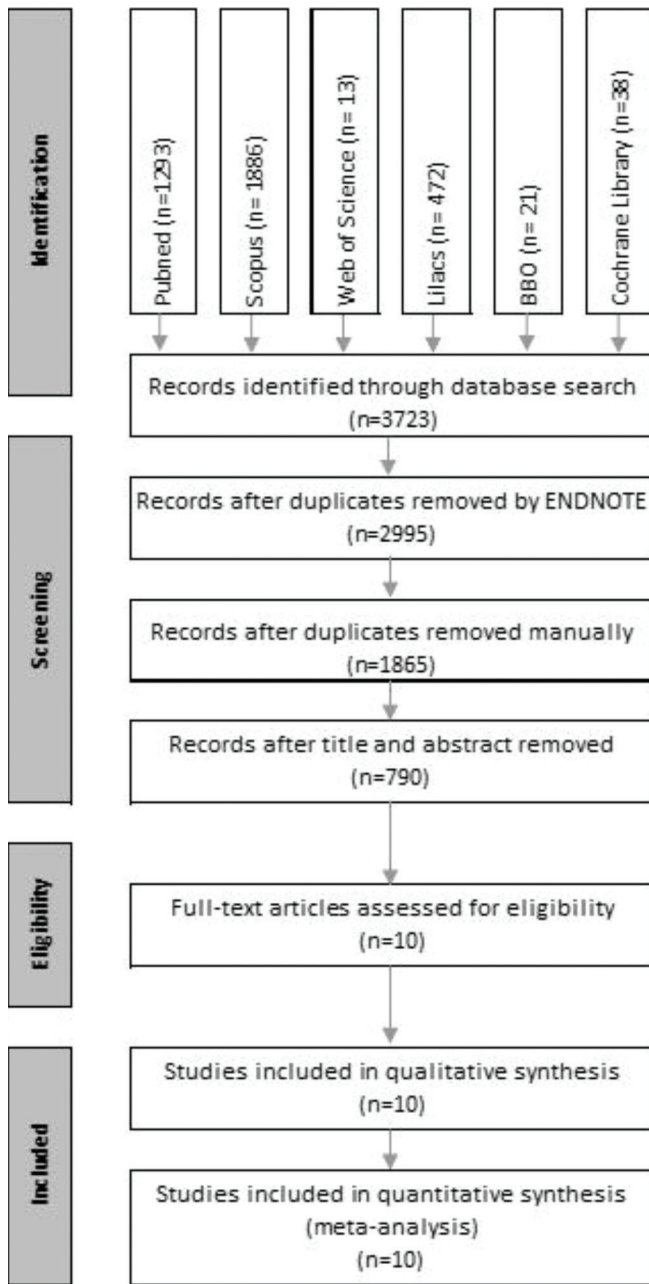 Identification
Pubned (n=1293)
Scopus (n= 1886)
Web of Science (n= 13)
Lilacs (n= 472)
BBO (n= 21)
Cochrane Library (n=38)
Records identified through database search
(n=3723)
Screening
Records after duplicates removed by ENDNOTE
(n=2995)
Records after duplicates removed manually
(n=1865)
Records after title and abstract removed
(n=790)
Eligibility
Full-text articles assessed for eligibility
(n=10)
Included
Studies included in qualitative synthesis
(n=10)
Studies included in quantitative synthesis
(meta-analysis)
(n=10)